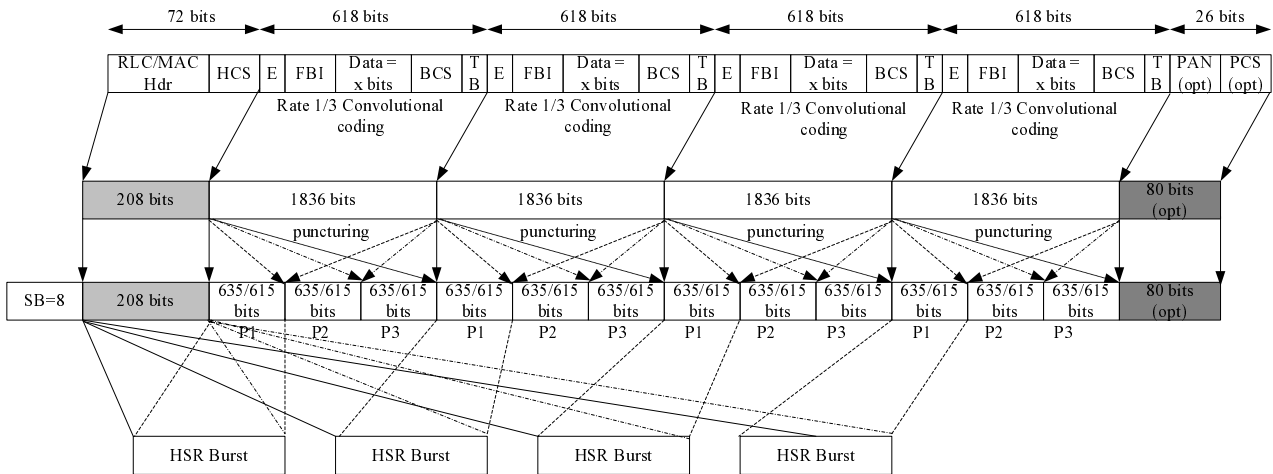 72 bits 618 bits 618 bits 618 bits 618 bits 26 bits
RLC/MAC Hdr HCS E FBI Data = x bits BCS T B E FBI Data = x bits BCS T B E FBI Data = x bits BCS T B E FBI Data = x bits BCS T B PAN (opt) PCS (opt)
Rate 1/3 Convolutional coding Rate 1/3 Convolutional coding Rate 1/3 Convolutional coding Rate 1/3 Convolutional coding
208 bits 1836 bits 1836 bits 1836 bits 1836 bits 80 bits (opt)
puncturing puncturing puncturing puncturing
SB=8 208 bits 635/615 bits 635/615 bits 635/615 bits 635/615 bits 635/615 bits 635/615 bits 635/615 bits 635/615 bits 635/615 bits 635/615 bits 635/615 bits 635/615 bits 80 bits (opt)
P1 P2 P3 P1 P2 P3 P1 P2 P3 P1 P2 P3
HSR Burst HSR Burst HSR Burst HSR Burst